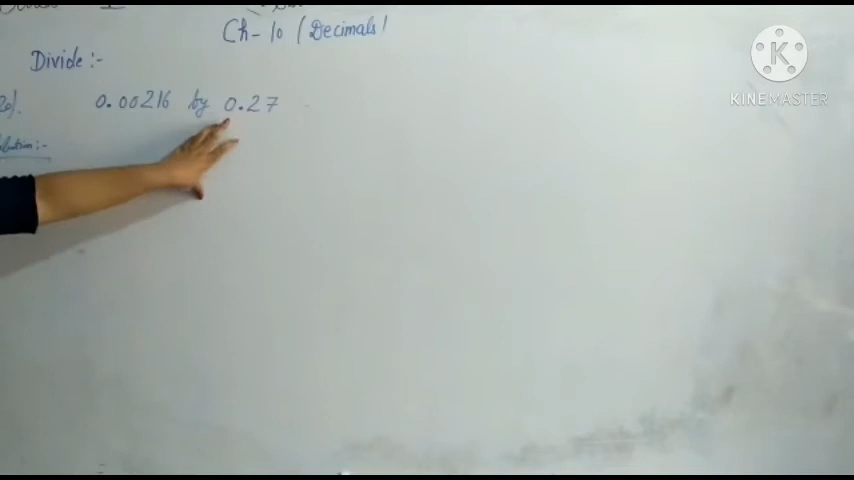 Ch- 10 (Decimals)
Divide :-
0.00216 by 0.27
KINEMASTER